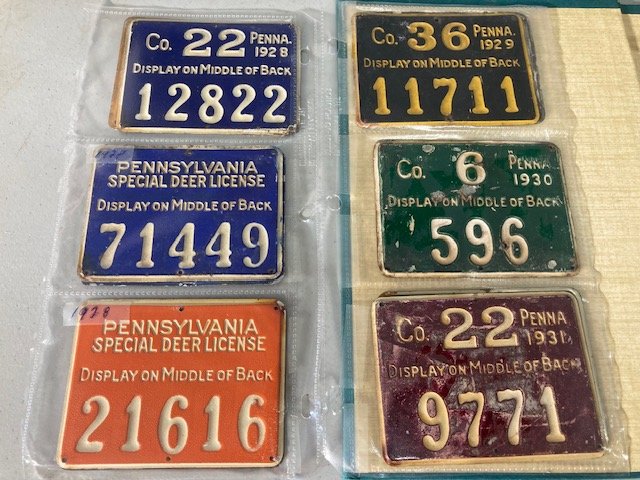 Co. 22 PENNA. 1928
DISPLAY ON MIDDLE OF BACK
12822
PENNSYLVANIA
SPECIAL DEER LICENSE
DISPLAY ON MIDDLE OF BACK
71449
1928
PENNSYLVANIA
SPECIAL DEER LICENSE
DISPLAY ON MIDDLE OF BACK
21616
Co. 36 PENNA. 1929
DISPLAY ON MIDDLE OF BACK
11711
Co. 6 PENNA. 1930
DISPLAY ON MIDDLE OF BACK
596
Co. 22 PENNA 1931
DISPLAY ON MIDDLE OF BACK
9771